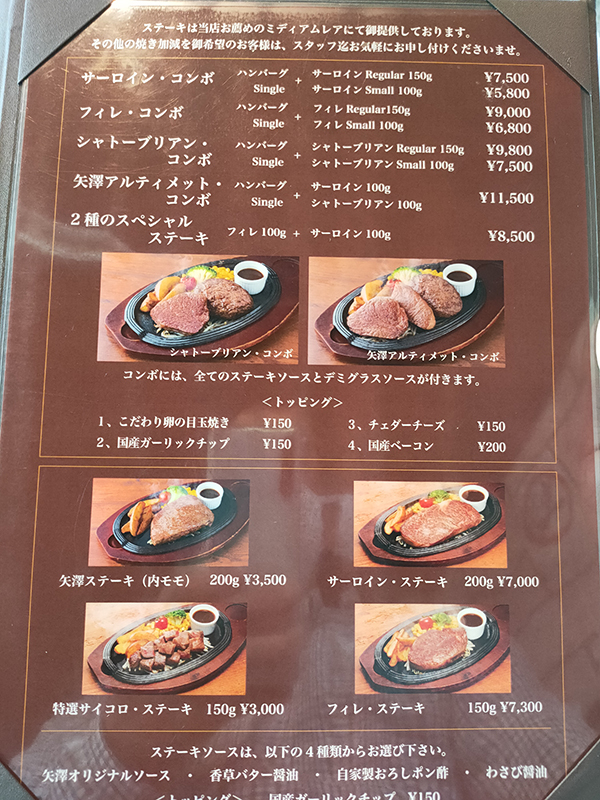 ステーキは当店お薦めのミディアムレアにて御提供しております。
その他の焼き加減を御希望のお客様は、スタッフ迄お気軽にお申し付けくださいませ。
サーロイン・コンボ ハンバーグ Single + サーロイン Regular 150g ¥7,500
サーロイン Small 100g ¥5,800
フィレ・コンボ ハンバーグ Single + フィレ Regular150g ¥9,000
フィレ Small 100g ¥6,800
シャトーブリアン・コンボ ハンバーグ Single + シャトーブリアン Regular 150g ¥9,800
シャトーブリアン Small 100g ¥7,500
矢澤アルティメット・コンボ ハンバーグ Single + サーロイン 100g
シャトーブリアン 100g ¥11,500
2種のスペシャル
ステーキ フィレ 100g + サーロイン 100g ¥8,500
シャトーブリアン・コンボ 矢澤アルティメット・コンボ
コンボには、全てのステーキソースとデミグラスソースが付きます。
＜トッピング＞
1、こだわり卵の目玉焼き ¥150 3、チェダーチーズ ¥150
2、国産ガーリックチップ ¥150 4、国産ベーコン ¥200
矢澤ステーキ（内モモ） 200g ¥3,500 サーロイン・ステーキ 200g ¥7,000
特選サイコロ・ステーキ 150g ¥3,000 フィレ・ステーキ 150g ¥7,300
ステーキソースは、以下の4種類からお選び下さい。
矢澤オリジナルソース ・ 香草バター醤油 ・ 自家製おろしポン酢 ・ わさび醤油
＜トッピング＞ 国産ガーリックチップ ¥150